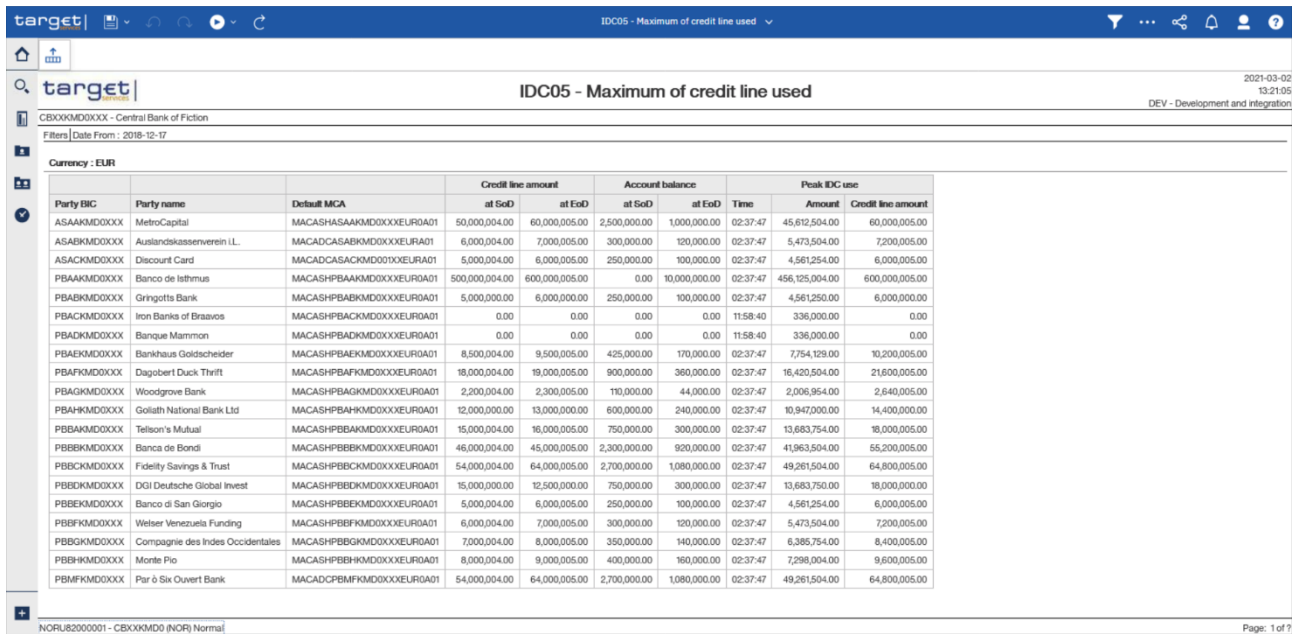 target| IDC05 - Maximum of credit line used
target| services IDC05 - Maximum of credit line used 2021-03-02
13:21:05
DEV - Development and integration
CBXXKMD0XXX - Central Bank of Fiction
Filters Date From : 2018-12-17
Currency : EUR
Credit line amount Account balance Peak IDC use
Party BIC Party name Default MCA at SoD at EoD at SoD at EoD Time Amount Credit line amount
ASAAKMD0XXX MetroCapital MACASHASAAKMD0XXXEUR0A01 50,000,004.00 60,000,005.00 2,500,000.00 1,000,000.00 02:37:47 45,612,504.00 60,000,005.00
ASABKMD0XXX Auslandskassenverein i.L. MACADCASABKMD0XXXEURA01 6,000,004.00 7,000,005.00 300,000.00 120,000.00 02:37:47 5,473,504.00 7,200,005.00
ASACKMD0XXX Discount Card MACADCASACKMD001XXEURA01 5,000,004.00 6,000,005.00 250,000.00 100,000.00 02:37:47 4,561,254.00 6,000,005.00
PBAAKMD0XXX Banco de Isthmus MACASHPBAAKMD0XXXEUR0A01 500,000,004.00 600,000,005.00 0.00 10,000,000.00 02:37:47 456,125,004.00 600,000,005.00
PBABKMD0XXX Gringotts Bank MACASHPBABKMD0XXXEUR0A01 5,000,000.00 6,000,000.00 250,000.00 100,000.00 02:37:47 4,561,250.00 6,000,000.00
PBACKMD0XXX Iron Banks of Braavos MACASHPBACKMD0XXXEUR0A01 0.00 0.00 0.00 0.00 11:58:40 336,000.00 0.00
PBADKMD0XXX Banque Mammon MACASHPBADKMD0XXXEUR0A01 0.00 0.00 0.00 0.00 11:58:40 336,000.00 0.00
PBAEKMD0XXX Bankhaus Goldscheider MACASHPBAEKMD0XXXEUR0A01 8,500,004.00 9,500,005.00 425,000.00 170,000.00 02:37:47 7,754,129.00 10,200,005.00
PBAFKMD0XXX Dagobert Duck Thrift MACASHPBAFKMD0XXXEUR0A01 18,000,004.00 19,000,005.00 900,000.00 360,000.00 02:37:47 16,420,504.00 21,600,005.00
PBAGKMD0XXX Woodgrove Bank MACASHPBAGKMD0XXXEUR0A01 2,200,004.00 2,300,005.00 110,000.00 44,000.00 02:37:47 2,006,954.00 2,640,005.00
PBAHKMD0XXX Goliath National Bank Ltd MACASHPBAHKMD0XXXEUR0A01 12,000,000.00 13,000,000.00 600,000.00 240,000.00 02:37:47 10,947,000.00 14,400,000.00
PBBAKMD0XXX Tellson's Mutual MACASHPBBAKMD0XXXEUR0A01 15,000,004.00 16,000,005.00 750,000.00 300,000.00 02:37:47 13,683,754.00 18,000,005.00
PBBBKMD0XXX Banca de Bondi MACASHPBBBKMD0XXXEUR0A01 46,000,004.00 45,000,005.00 2,300,000.00 920,000.00 02:37:47 41,963,504.00 55,200,005.00
PBBCKMD0XXX Fidelity Savings & Trust MACASHPBBCKMD0XXXEUR0A01 54,000,004.00 64,000,005.00 2,700,000.00 1,080,000.00 02:37:47 49,261,504.00 64,800,005.00
PBBDKMD0XXX DGI Deutsche Global Invest MACASHPBBDKMD0XXXEUR0A01 15,000,000.00 12,500,000.00 750,000.00 300,000.00 02:37:47 13,683,750.00 18,000,000.00
PBBEKMD0XXX Banco di San Giorgio MACASHPBBEKMD0XXXEUR0A01 5,000,004.00 6,000,005.00 250,000.00 100,000.00 02:37:47 4,561,254.00 6,000,005.00
PBBFKMD0XXX Welser Venezuela Funding MACASHPBBFKMD0XXXEUR0A01 6,000,004.00 7,000,005.00 300,000.00 120,000.00 02:37:47 5,473,504.00 7,200,005.00
PBBGKMD0XXX Compagnie des Indes Occidentales MACASHPBBGKMD0XXXEUR0A01 7,000,004.00 8,000,005.00 350,000.00 140,000.00 02:37:47 6,385,754.00 8,400,005.00
PBBHKMD0XXX Monte Pio MACASHPBBHKMD0XXXEUR0A01 8,000,004.00 9,000,005.00 400,000.00 160,000.00 02:37:47 7,298,004.00 9,600,005.00
PBMFKMD0XXX Par ò Six Ouvert Bank MACADCPBMFKMD0XXXEUR0A01 54,000,004.00 64,000,005.00 2,700,000.00 1,080,000.00 02:37:47 49,261,504.00 64,800,005.00
NORU82000001 - CBXXKMD0 (NOR) Normal Page: 1 of ?